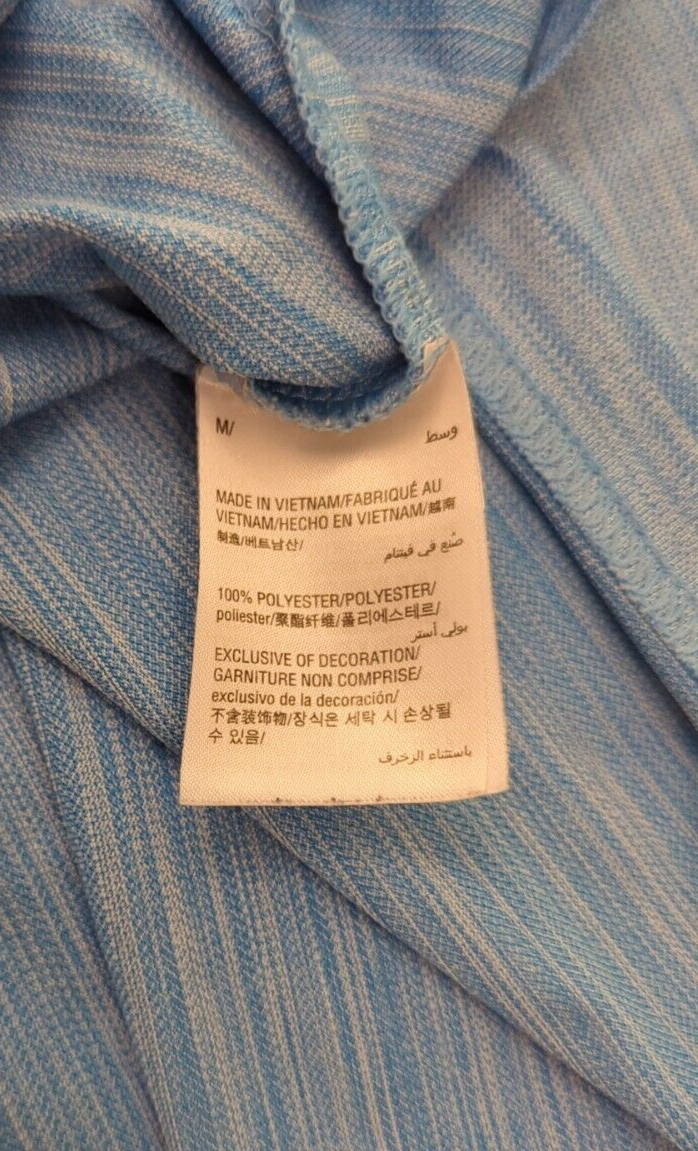 M/ وسط
MADE IN VIETNAM/FABRIQUÉ AU
VIETNAM/HECHO EN VIETNAM/越南
制造/베트남산/
صُنع في فيتنام
100% POLYESTER/POLYESTER/
poliester/聚酯纤维/폴리에스테르/
بولي أستر
EXCLUSIVE OF DECORATION/
GARNITURE NON COMPRISE/
exclusivo de la decoración/
不含装饰物/장식은 세탁 시 손상될
수 있음/
باستثناء الزخرف